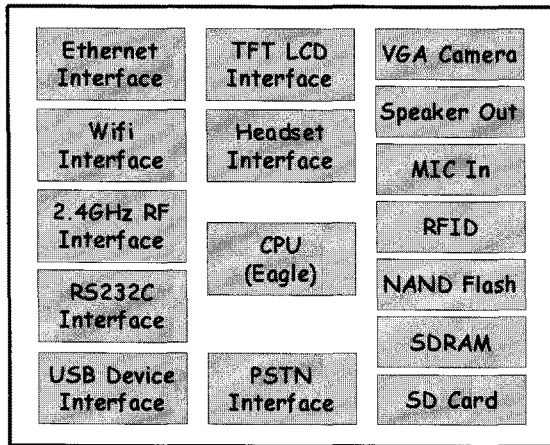 Ethernet
Interface
Wifi
Interface
2.4GHz RF
Interface
RS232C
Interface
USB Device
Interface
TFT LCD
Interface
Headset
Interface
CPU
(Eagle)
PSTN
Interface
VGA Camera
Speaker Out
MIC In
RFID
NAND Flash
SDRAM
SD Card